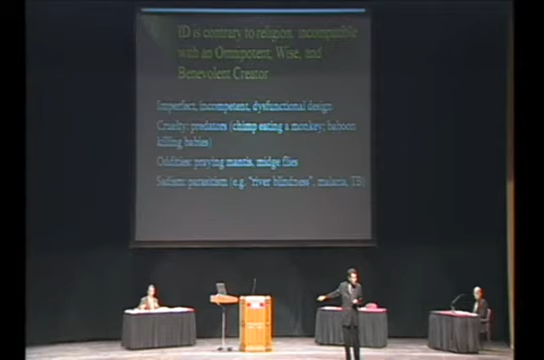 ID is contrary to religion, incompatible
with an Omnipotent, Wise, and
Benevolent Creator
Imperfect, incompetent, dysfunctional design
Cruelty: predators (chimp eating a monkey; baboon
killing babies)
Oddities: praying mantis, midge flies
Sadism: parasitism (e.g. "river blindness", malaria, TB)